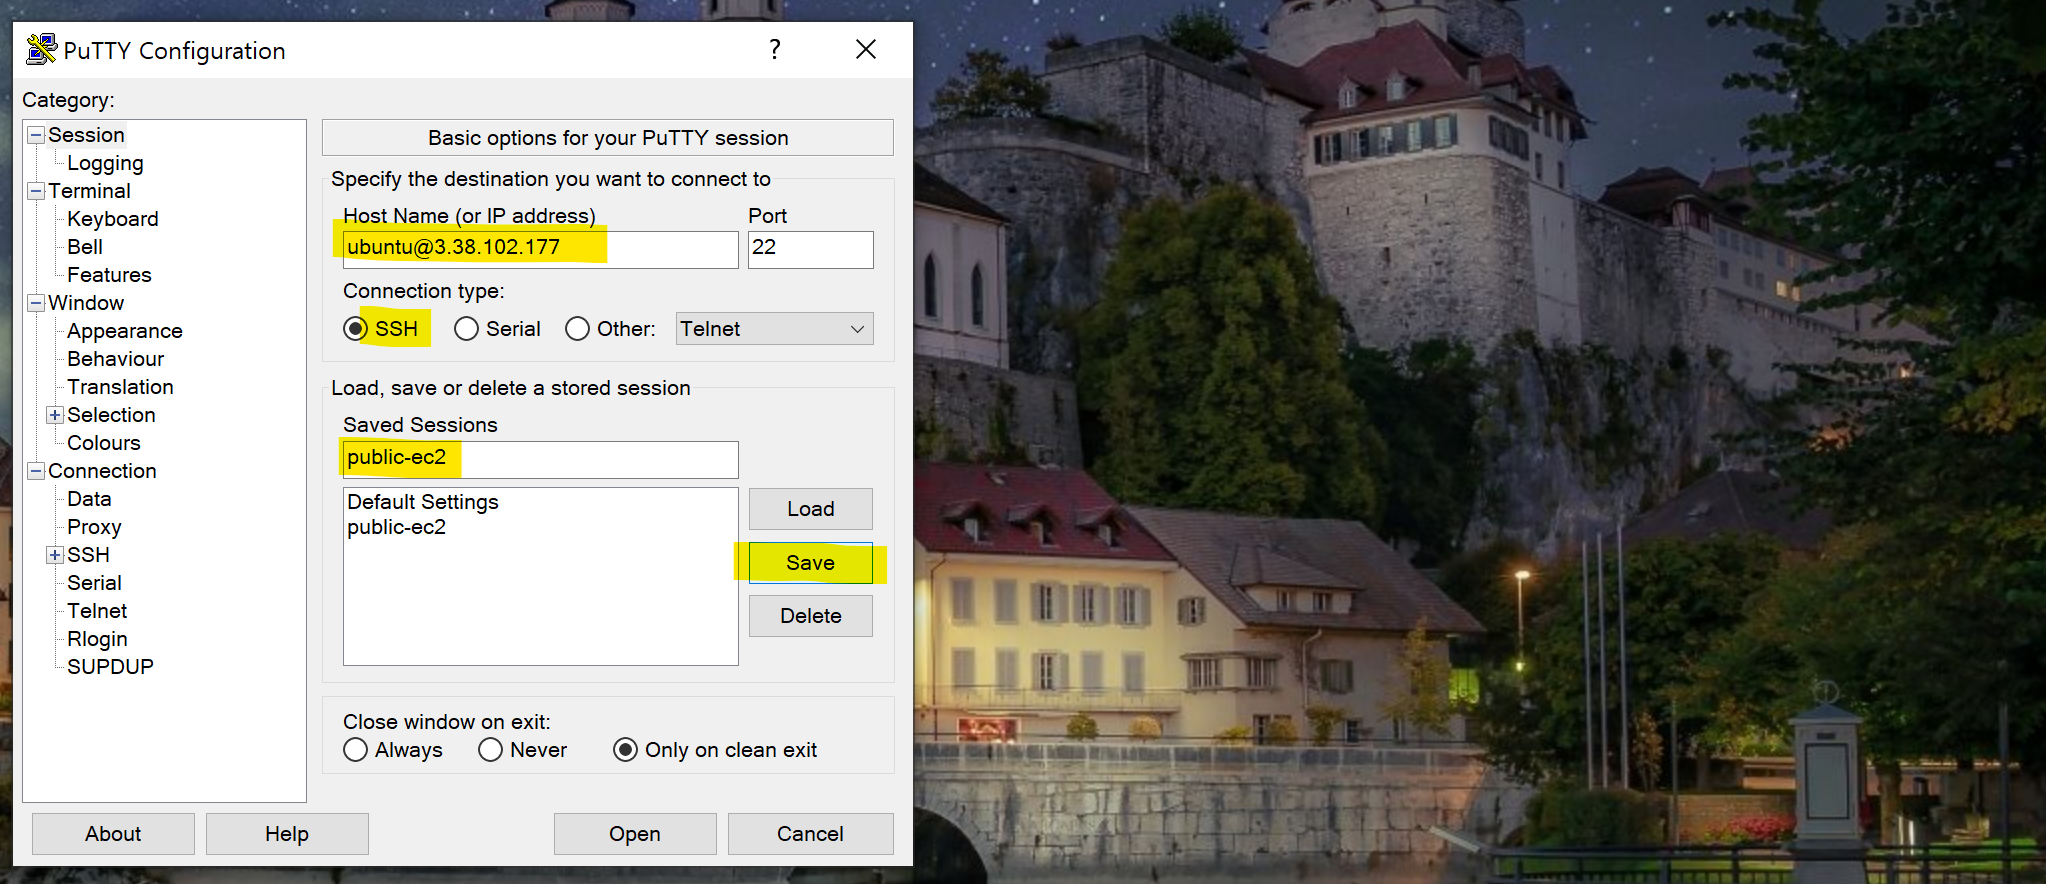 PuTTY Configuration
?
Category:
Session
Logging
Terminal
Keyboard
Bell
Features
Window
Appearance
Behaviour
Translation
Selection
Colours
Connection
Data
Proxy
SSH
Serial
Telnet
Rlogin
SUPDUP
Basic options for your PuTTY session
Specify the destination you want to connect to
Host Name (or IP address) Port
ubuntu@3.38.102.177 22
Connection type:
SSH Serial Other: Telnet
Load, save or delete a stored session
Saved Sessions
public-ec2
Default Settings
public-ec2
Load
Save
Delete
Close window on exit:
Always Never Only on clean exit
About Help Open Cancel